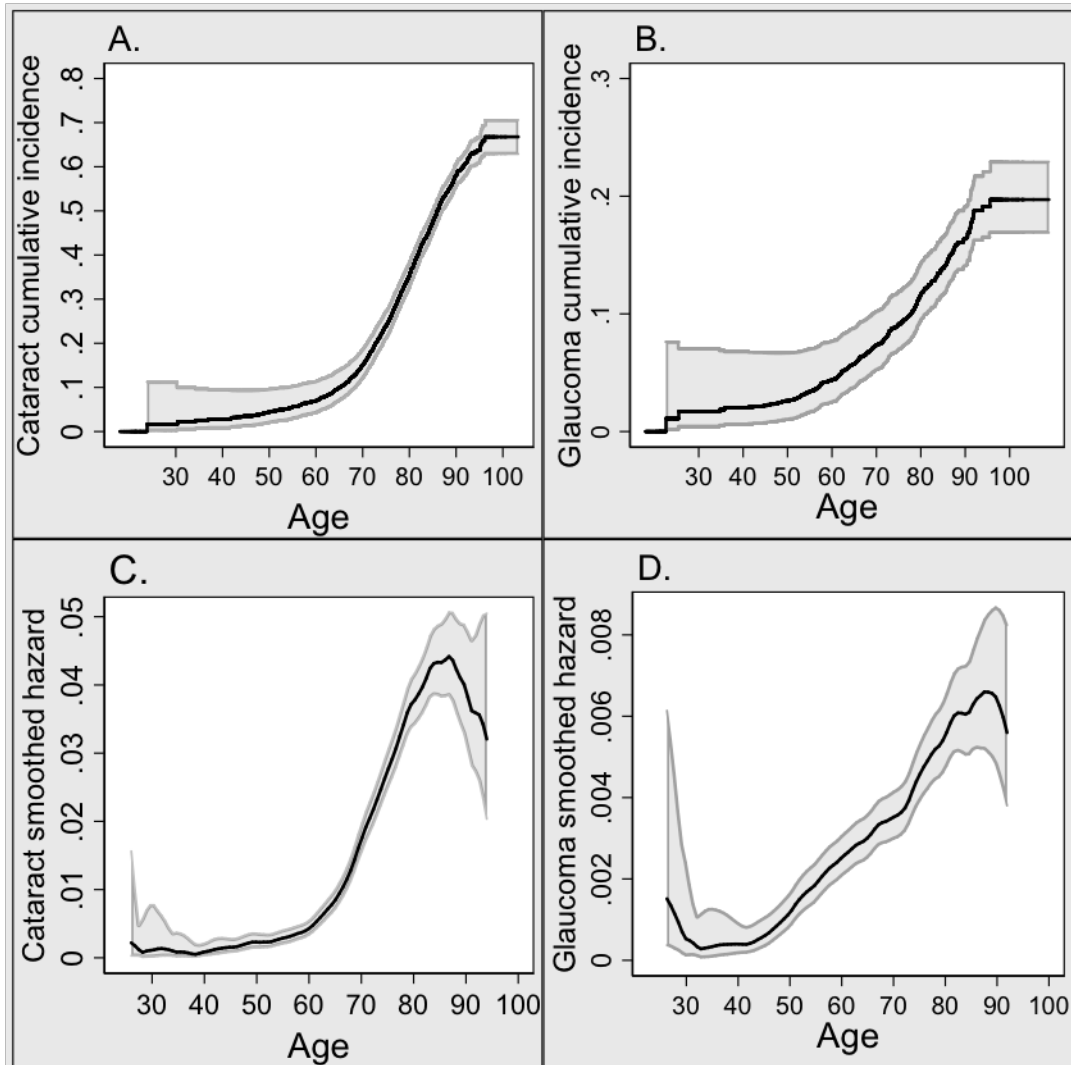 A.
Cataract cumulative incidence
.8
.7
.6
.5
.4
.3
.2
.1
0
30 40 50 60 70 80 90 100
Age
B.
Glaucoma cumulative incidence
.3
.2
.1
0
30 40 50 60 70 80 90 100
Age
C.
Cataract smoothed hazard
.05
.04
.03
.02
.01
0
30 40 50 60 70 80 90 100
Age
D.
Glaucoma smoothed hazard
.008
.006
.004
.002
0
30 40 50 60 70 80 90 100
Age